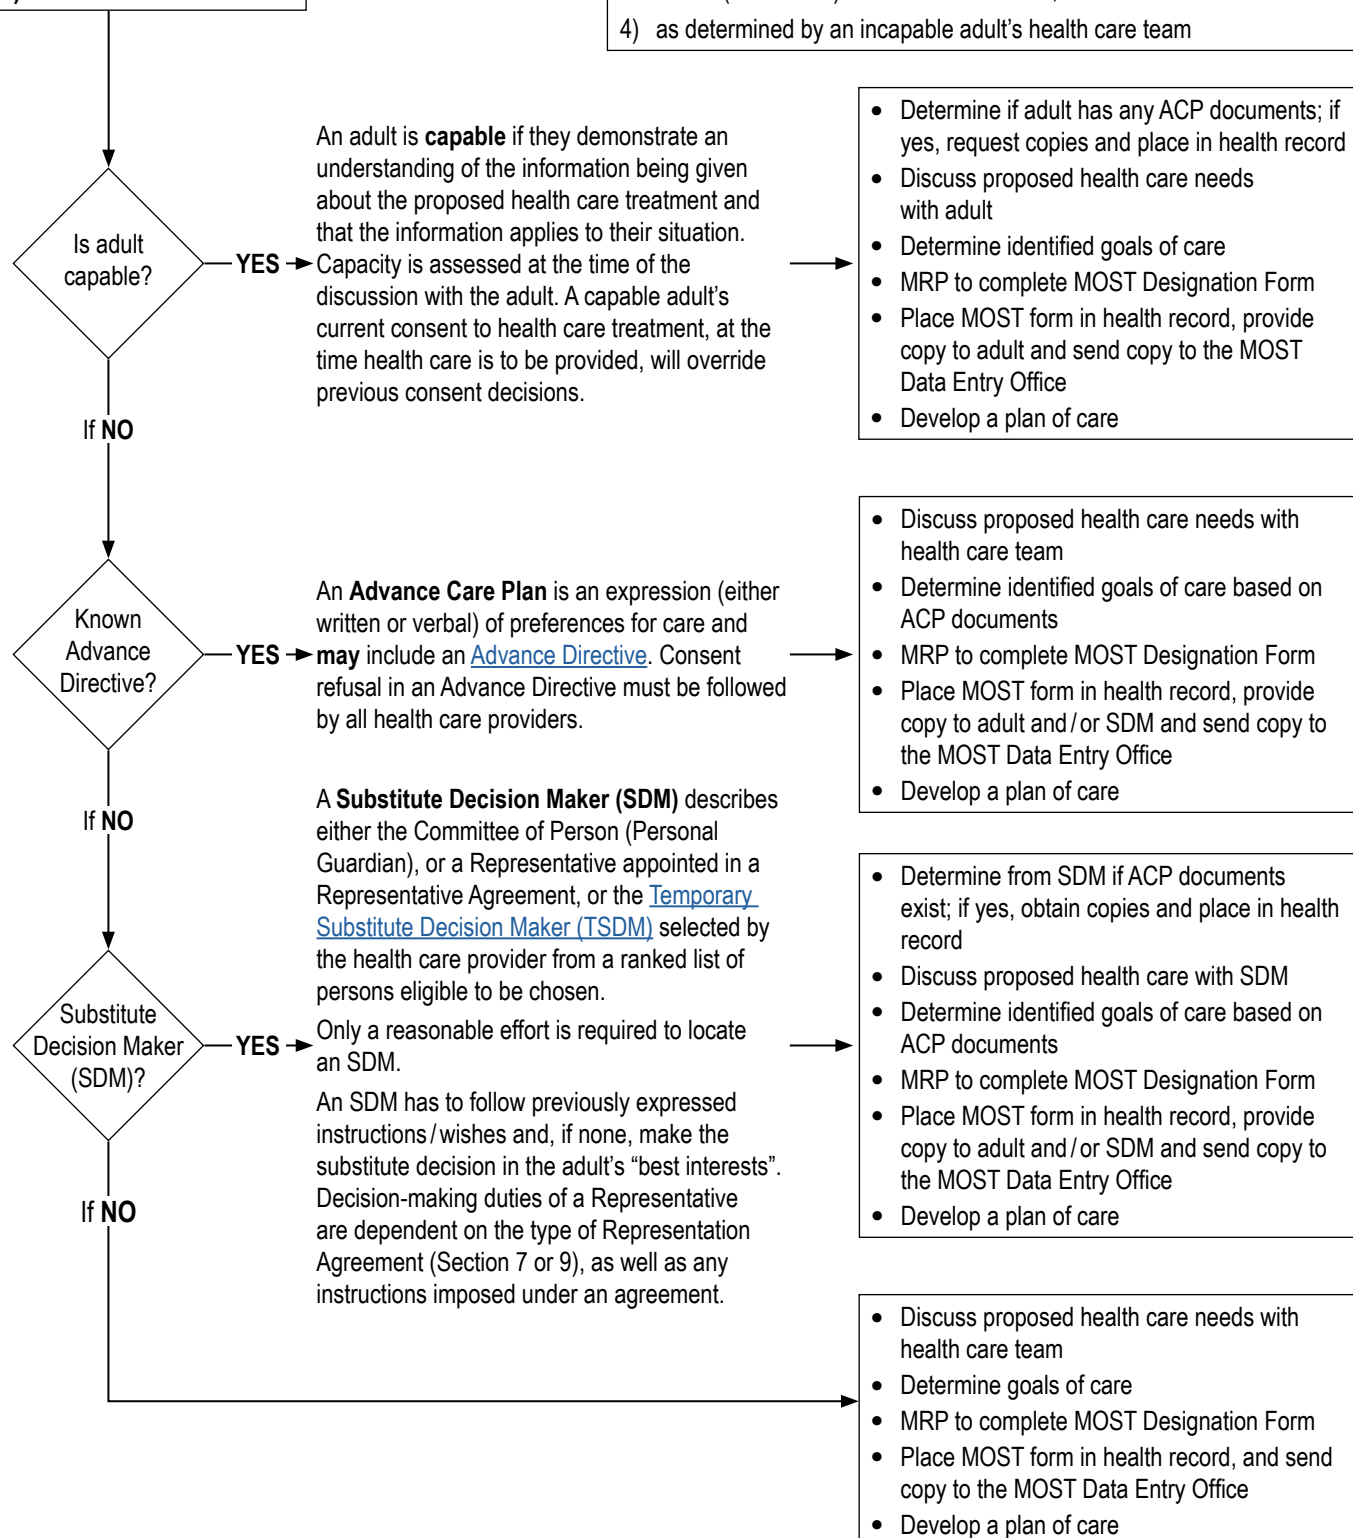 4) as determined by an incapable adult’s health care team
Is adult
capable?
YES
An adult is capable if they demonstrate an
understanding of the information being given
about the proposed health care treatment and
that the information applies to their situation.
Capacity is assessed at the time of the
discussion with the adult. A capable adult’s
current consent to health care treatment, at the
time health care is to be provided, will override
previous consent decisions.
• Determine if adult has any ACP documents; if
yes, request copies and place in health record
• Discuss proposed health care needs
with adult
• Determine identified goals of care
• MRP to complete MOST Designation Form
• Place MOST form in health record, provide
copy to adult and send copy to the MOST
Data Entry Office
• Develop a plan of care
If NO
Known
Advance
Directive?
YES
An Advance Care Plan is an expression (either
written or verbal) of preferences for care and
may include an Advance Directive. Consent
refusal in an Advance Directive must be followed
by all health care providers.
• Discuss proposed health care needs with
health care team
• Determine identified goals of care based on
ACP documents
• MRP to complete MOST Designation Form
• Place MOST form in health record, provide
copy to adult and/or SDM and send copy to
the MOST Data Entry Office
• Develop a plan of care
If NO
Substitute
Decision Maker
(SDM)?
YES
A Substitute Decision Maker (SDM) describes
either the Committee of Person (Personal
Guardian), or a Representative appointed in a
Representative Agreement, or the Temporary
Substitute Decision Maker (TSDM) selected by
the health care provider from a ranked list of
persons eligible to be chosen.
Only a reasonable effort is required to locate
an SDM.
An SDM has to follow previously expressed
instructions/wishes and, if none, make the
substitute decision in the adult’s “best interests”.
Decision-making duties of a Representative
are dependent on the type of Representation
Agreement (Section 7 or 9), as well as any
instructions imposed under an agreement.
• Determine from SDM if ACP documents
exist; if yes, obtain copies and place in health
record
• Discuss proposed health care with SDM
• Determine identified goals of care based on
ACP documents
• MRP to complete MOST Designation Form
• Place MOST form in health record, provide
copy to adult and/or SDM and send copy to
the MOST Data Entry Office
• Develop a plan of care
If NO
• Discuss proposed health care needs with
health care team
• Determine goals of care
• MRP to complete MOST Designation Form
• Place MOST form in health record, and send
copy to the MOST Data Entry Office
• Develop a plan of care